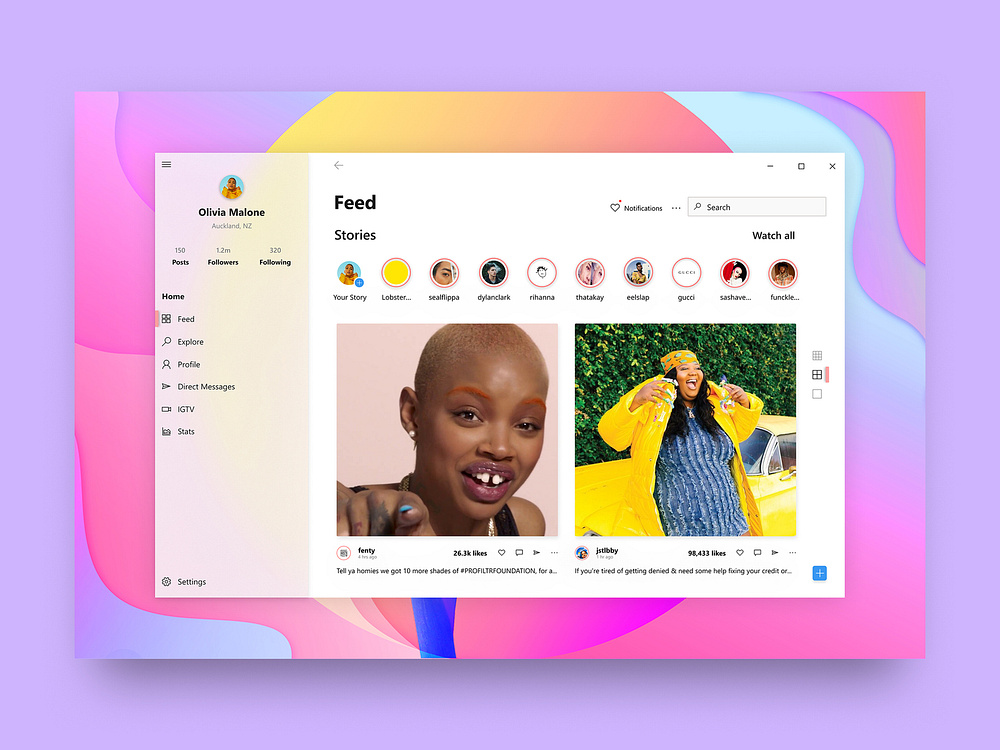 Olivia Malone
Auckland, NZ
150 1.2m 320
Posts Followers Following
Home
Feed
Explore
Profile
Direct Messages
IGTV
Stats
Settings
Feed
Notifications ··· Search
Stories Watch all
Your Story Lobster... sealflippa dylanclark rihanna thatakay eelslap gucci sashave... funckle...
GUCCI
fenty 26.3k likes ···
4 hrs ago
Tell ya homies we got 10 more shades of #PROFILTRFOUNDATION, for a...
jstlbby 98,433 likes ···
1 hr ago
If you're tired of getting denied & need some help fixing your credit or...